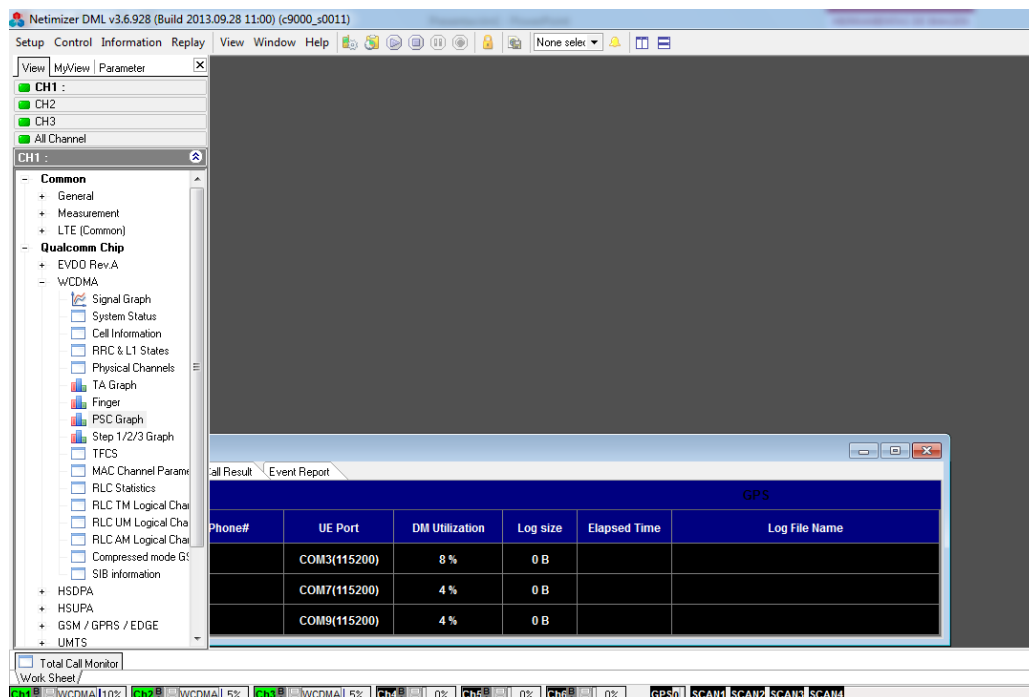 Netimizer DML v3.6.928 (Build 2013.09.28 11:00) (c9000_s0011)
Setup Control Information Replay View Window Help None selec
View MyView Parameter
CH1 :
CH2
CH3
All Channel
CH1 :
Common
General
Measurement
LTE (Common)
Qualcomm Chip
EVDO Rev.A
WCDMA
Signal Graph
System Status
Cell Information
RRC & L1 States
Physical Channels
TA Graph
Finger
PSC Graph
Step 1/2/3 Graph
TFCS
MAC Channel Parame
RLC Statistics
RLC TM Logical Cha
RLC UM Logical Cha
RLC AM Logical Cha
Compressed mode GS
SIB information
HSDPA
HSUPA
GSM / GPRS / EDGE
UMTS
Call Result Event Report
GPS
Phone# UE Port DM Utilization Log size Elapsed Time Log File Name
COM3(115200) 8 % 0 B
COM7(115200) 4 % 0 B
COM9(115200) 4 % 0 B
Total Call Monitor
Work Sheet
Ch1 B WCDMA 10% Ch2 B WCDMA 5% Ch3 B WCDMA 5% Ch4 B 0% Ch5 B 0% Ch6 B 0% GPS0 SCAN1 SCAN2 SCAN3 SCAN4